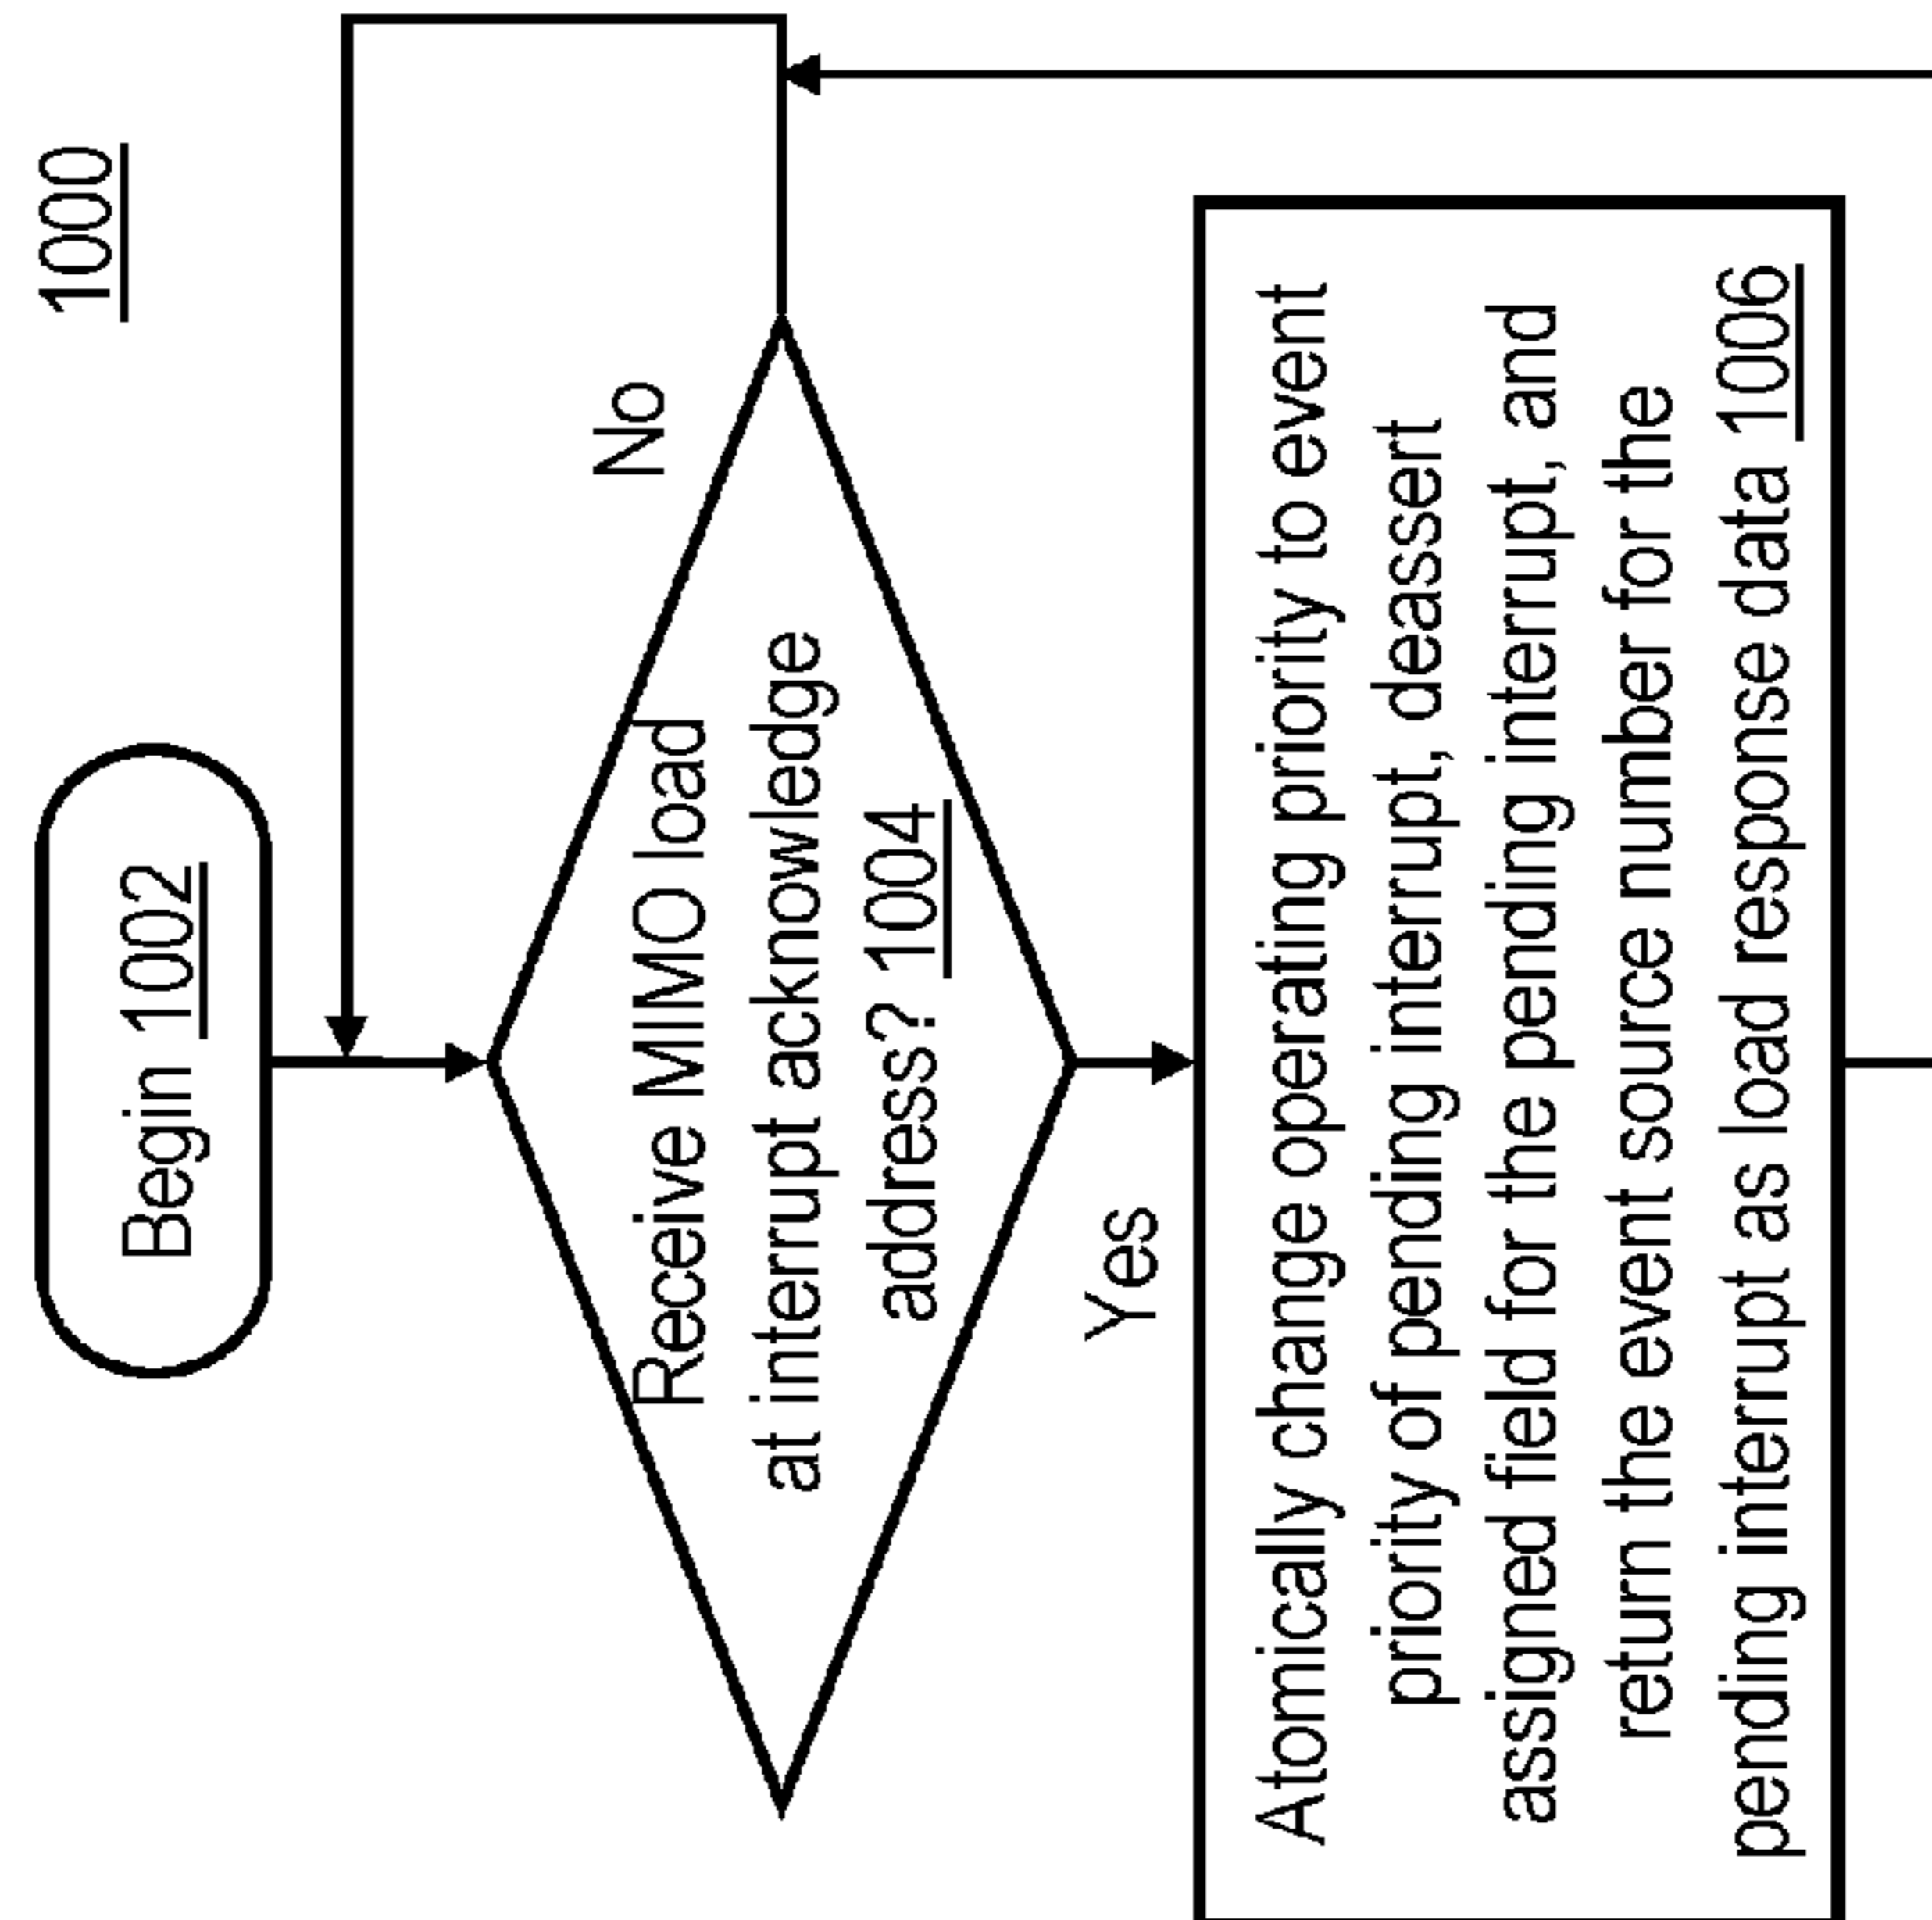 1000
Begin 1002
Receive MIMO load
at interrupt acknowledge
address? 1004
No
Yes
Atomically change operating priority to event
priority of pending interrupt, deassert
assigned field for the pending interrupt, and
return the event source number for the
pending interrupt as load response data 1006